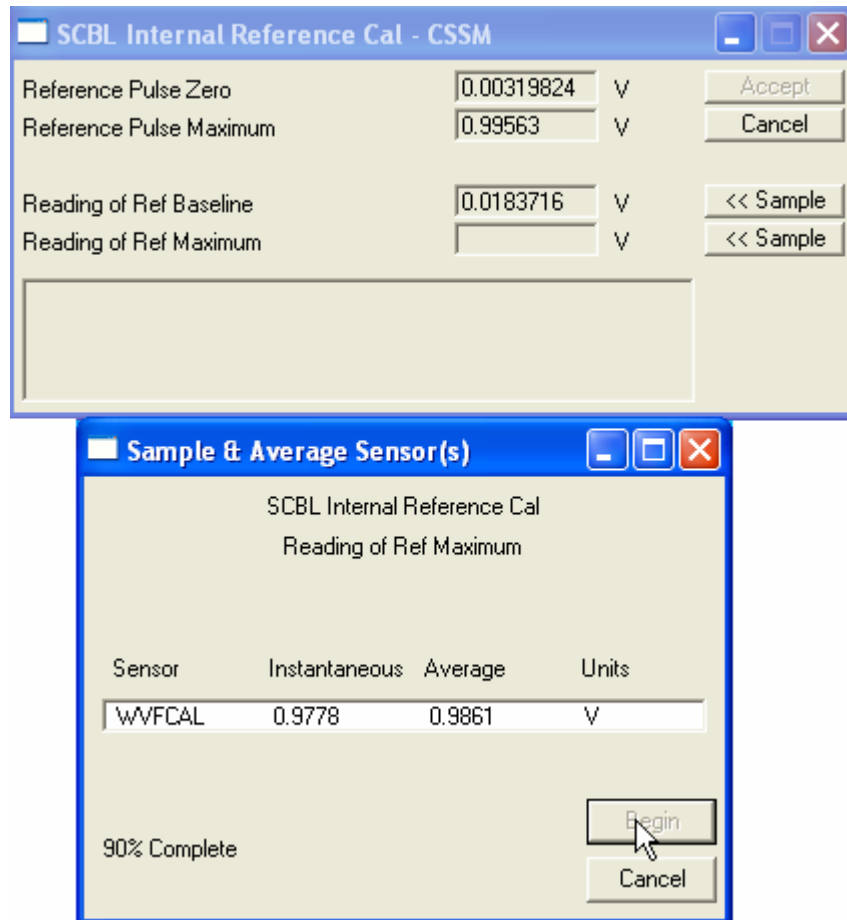 SCBL Internal Reference Cal - CSSM
Reference Pulse Zero 0.00319824 V Accept
Reference Pulse Maximum 0.99563 V Cancel
Reading of Ref Baseline 0.0183716 V << Sample
Reading of Ref Maximum V << Sample
Sample & Average Sensor(s)
SCBL Internal Reference Cal
Reading of Ref Maximum
Sensor Instantaneous Average Units
WVFCAL 0.9778 0.9861 V
Begin
90% Complete
Cancel